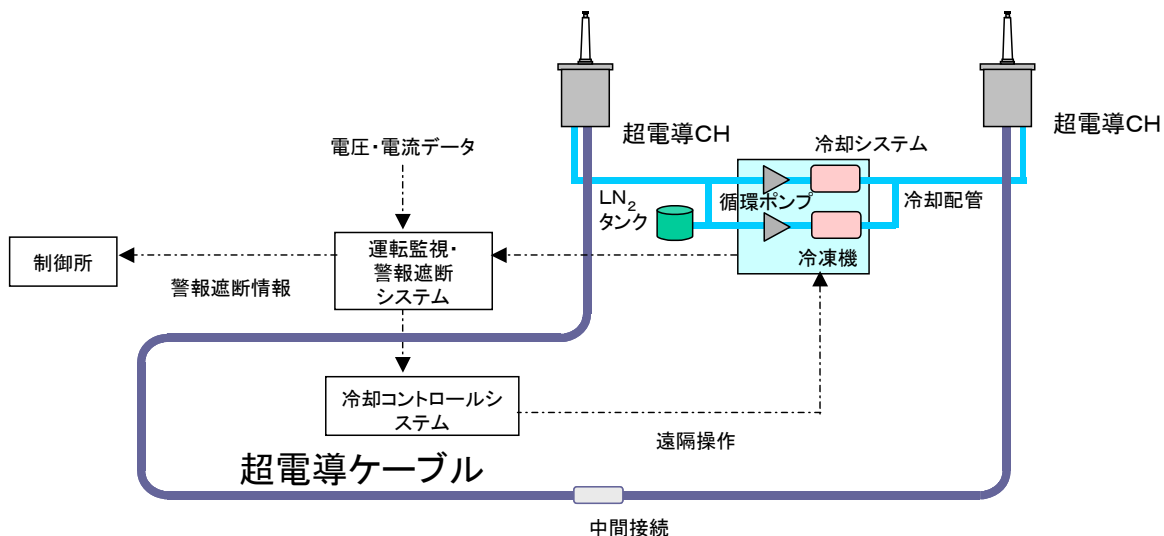 超電導CH
超電導CH
電圧・電流データ
冷却システム
LN₂
タンク
循環ポンプ
冷却配管
冷凍機
制御所
警報遮断情報
運転監視・
警報遮断
システム
冷却コントロールシ
ステム
遠隔操作
超電導ケーブル
中間接続